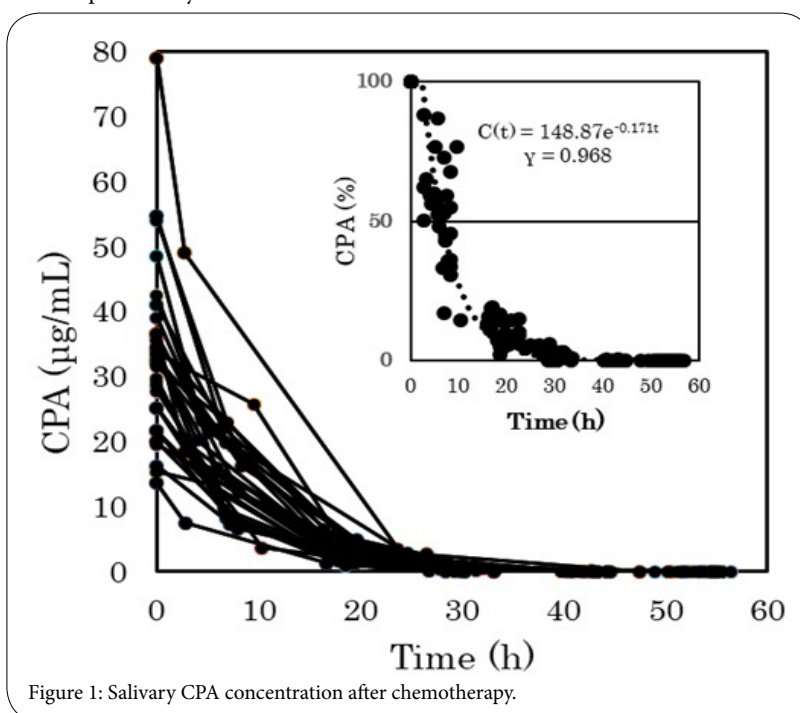 80
70
60
50
40
30
20
10
0
CPA (µg/mL)
0 10 20 30 40 50 60
Time (h)
100
50
0
CPA (%)
C(t) = 148.87e^-0.171t
γ = 0.968
0 10 20 30 40 50 60
Time (h)
Figure 1: Salivary CPA concentration after chemotherapy.